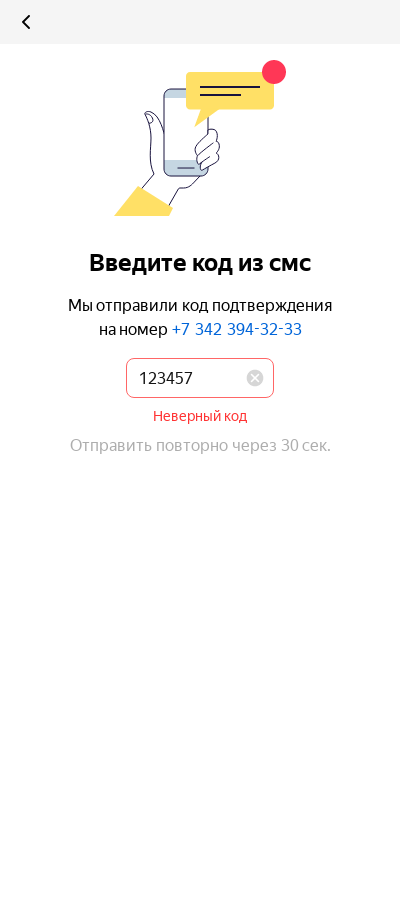 Введите код из смс
Мы отправили код подтверждения
на номер +7 342 394-32-33
123457
Неверный код
Отправить повторно через 30 сек.